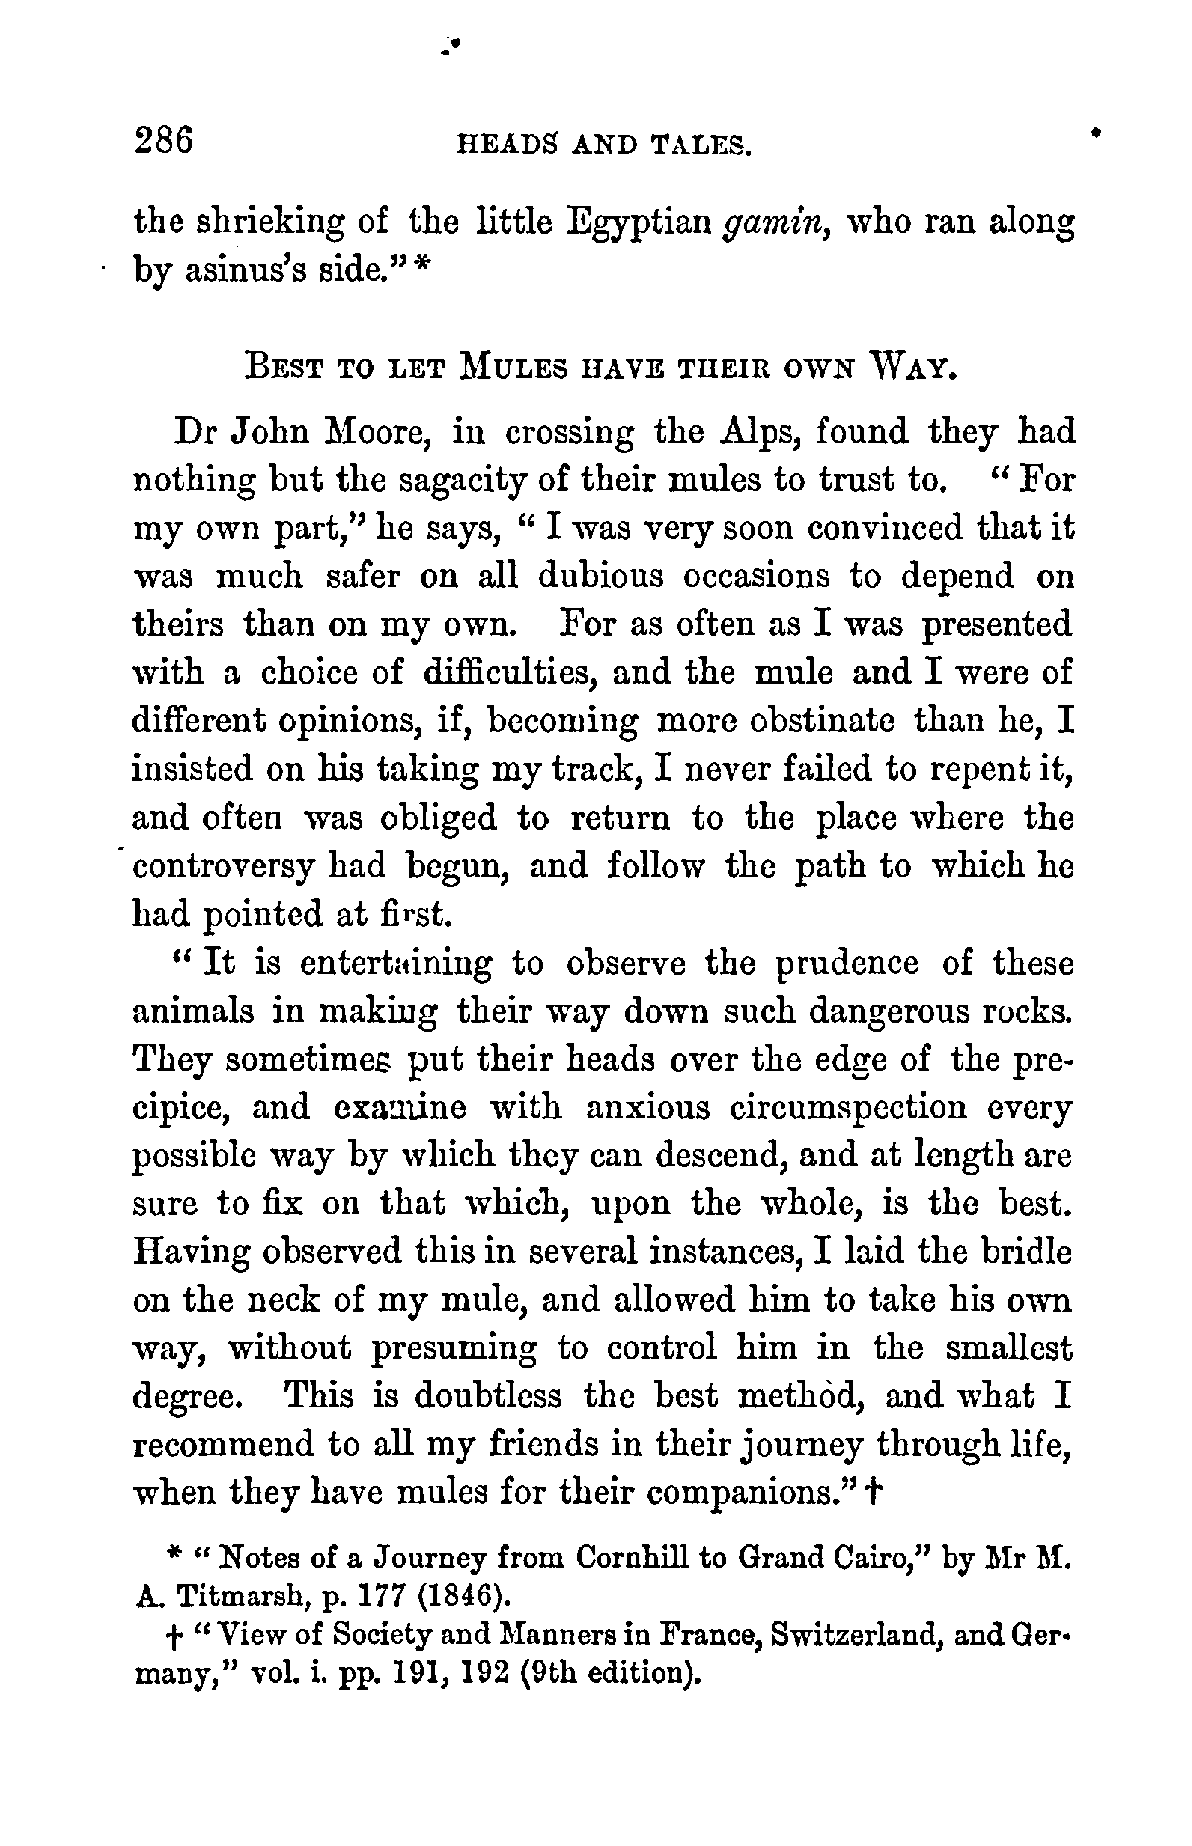 286 HEADS AND TALES.
the shrieking of the little Egyptian gamin, who ran along
by asinus's side." *
BEST TO LET MULES HAVE THEIR OWN WAY.
Dr John Moore, in crossing the Alps, found they had
nothing but the sagacity of their mules to trust to. " For
my own part," he says, " I was very soon convinced that it
was much safer on all dubious occasions to depend on
theirs than on my own. For as often as I was presented
with a choice of difficulties, and the mule and I were of
different opinions, if, becoming more obstinate than he, I
insisted on his taking my track, I never failed to repent it,
and often was obliged to return to the place where the
controversy had begun, and follow the path to which he
had pointed at first.
" It is entertaining to observe the prudence of these
animals in making their way down such dangerous rocks.
They sometimes put their heads over the edge of the pre-
cipice, and examine with anxious circumspection every
possible way by which they can descend, and at length are
sure to fix on that which, upon the whole, is the best.
Having observed this in several instances, I laid the bridle
on the neck of my mule, and allowed him to take his own
way, without presuming to control him in the smallest
degree. This is doubtless the best method, and what I
recommend to all my friends in their journey through life,
when they have mules for their companions." †
* " Notes of a Journey from Cornhill to Grand Cairo," by Mr M.
A. Titmarsh, p. 177 (1846).
† " View of Society and Manners in France, Switzerland, and Ger-
many," vol. i. pp. 191, 192 (9th edition).